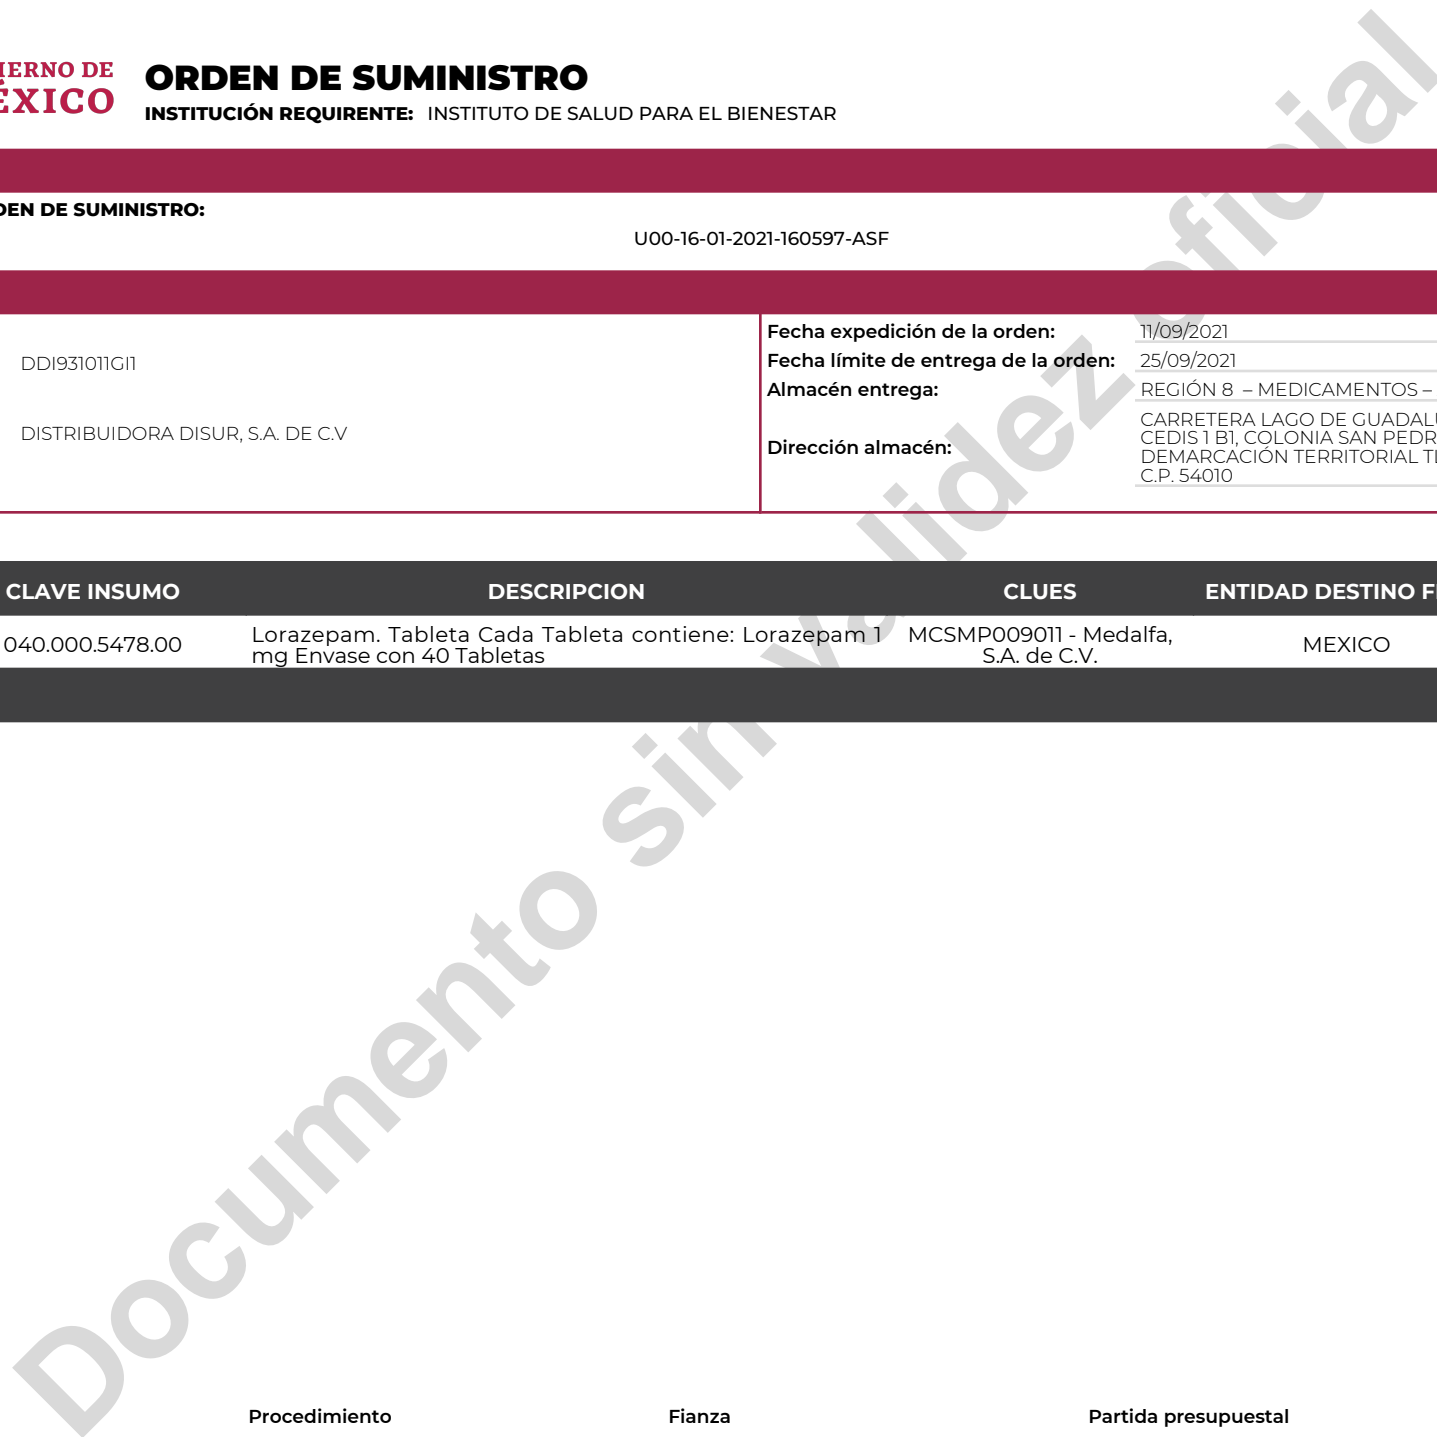 IERNO DE
ÉXICO
ORDEN DE SUMINISTRO
INSTITUCIÓN REQUIRENTE: INSTITUTO DE SALUD PARA EL BIENESTAR
DEN DE SUMINISTRO:
U00-16-01-2021-160597-ASF
DDI931011GI1
DISTRIBUIDORA DISUR, S.A. DE C.V
Fecha expedición de la orden: 11/09/2021
Fecha límite de entrega de la orden: 25/09/2021
Almacén entrega: REGIÓN 8 – MEDICAMENTOS –
Dirección almacén:
CARRETERA LAGO DE GUADALU
CEDIS 1 B1, COLONIA SAN PEDR
DEMARCACIÓN TERRITORIAL TL
C.P. 54010
CLAVE INSUMO DESCRIPCION CLUES ENTIDAD DESTINO F
040.000.5478.00
Lorazepam. Tableta Cada Tableta contiene: Lorazepam 1
mg Envase con 40 Tabletas
MCSMP009011 - Medalfa,
S.A. de C.V.
MEXICO
Documento sin validez oficial
Procedimiento Fianza Partida presupuestal